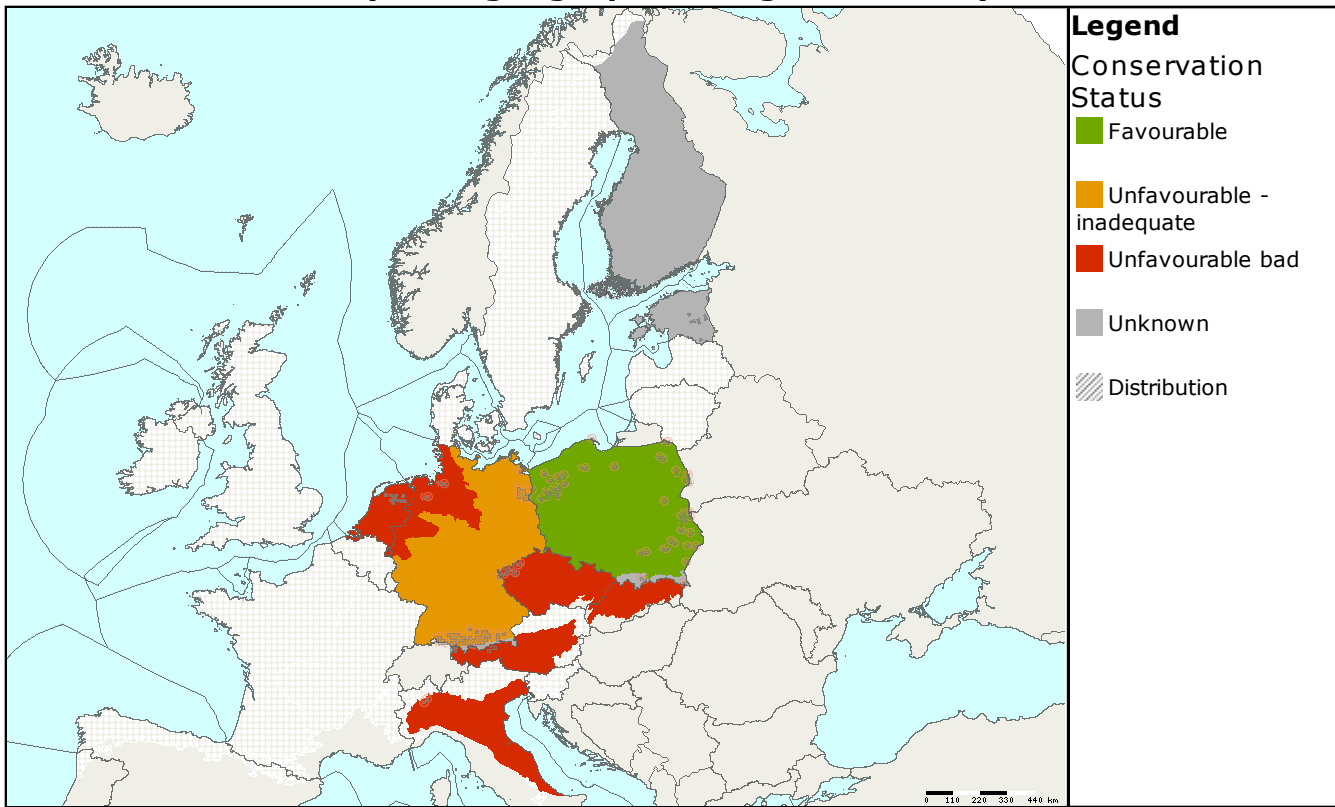 Legend
Conservation
Status
Favourable
Unfavourable -
inadequate
Unfavourable bad
Unknown
Distribution
0 110 220 330 440 km